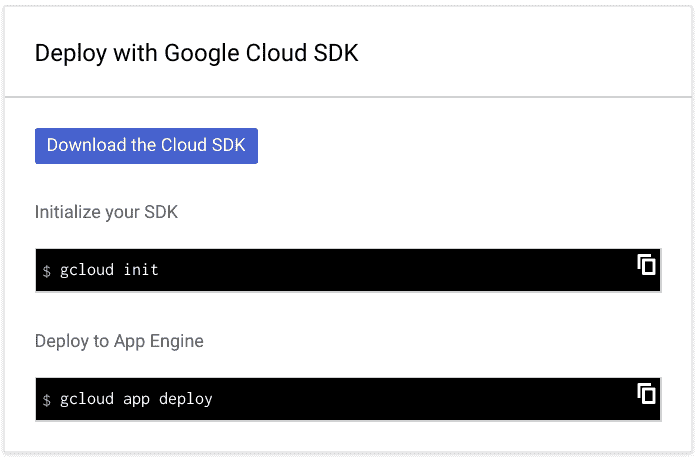 Deploy with Google Cloud SDK
Download the Cloud SDK
Initialize your SDK
$ gcloud init
Deploy to App Engine
$ gcloud app deploy